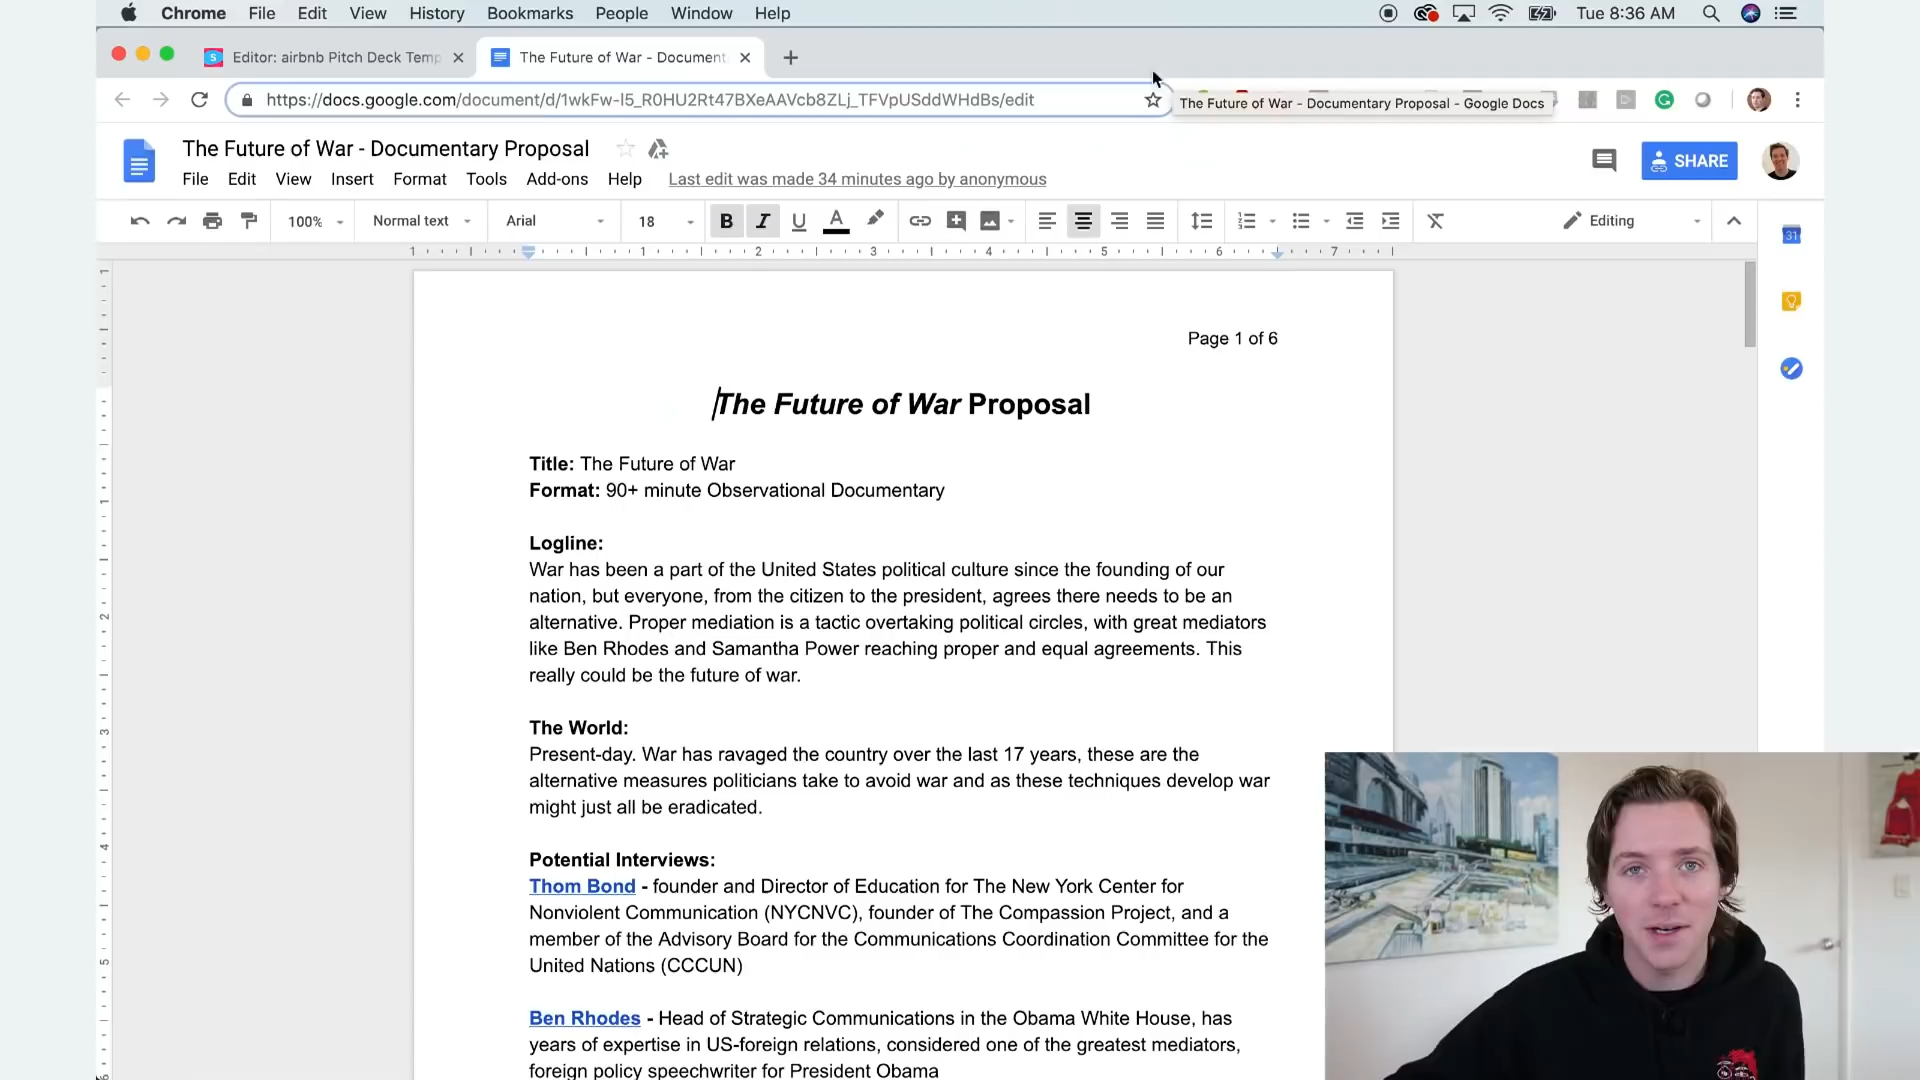 Chrome File Edit View History Bookmarks People Window Help Tue 8:36 AM
Editor: airbnb Pitch Deck Temp The Future of War - Document
https://docs.google.com/document/d/1wkFw-l5_R0HU2Rt47BXeAAVcb8ZLj_TFVpUSddWHdBs/edit
The Future of War - Documentary Proposal - Google Docs
The Future of War - Documentary Proposal
SHARE
File Edit View Insert Format Tools Add-ons Help Last edit was made 34 minutes ago by anonymous
100% Normal text Arial 18 B I U A Editing
31
1 1 2 3 4 5 6 7
Page 1 of 6
The Future of War Proposal
Title: The Future of War
Format: 90+ minute Observational Documentary
Logline:
War has been a part of the United States political culture since the founding of our
nation, but everyone, from the citizen to the president, agrees there needs to be an
alternative. Proper mediation is a tactic overtaking political circles, with great mediators
like Ben Rhodes and Samantha Power reaching proper and equal agreements. This
really could be the future of war.
The World:
Present-day. War has ravaged the country over the last 17 years, these are the
alternative measures politicians take to avoid war and as these techniques develop war
might just all be eradicated.
Potential Interviews:
Thom Bond - founder and Director of Education for The New York Center for
Nonviolent Communication (NYCNVC), founder of The Compassion Project, and a
member of the Advisory Board for the Communications Coordination Committee for the
United Nations (CCCUN)
Ben Rhodes - Head of Strategic Communications in the Obama White House, has
years of expertise in US-foreign relations, considered one of the greatest mediators,
foreign policy speechwriter for President Obama